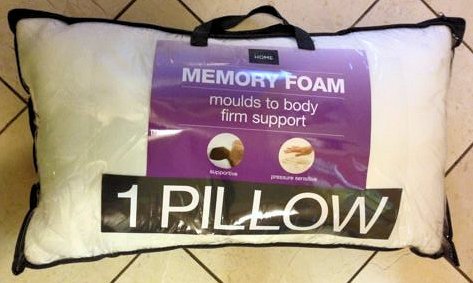 HOME
MEMORY FOAM
moulds to body
firm support
supportive
pressure sensitive
1 PILLOW